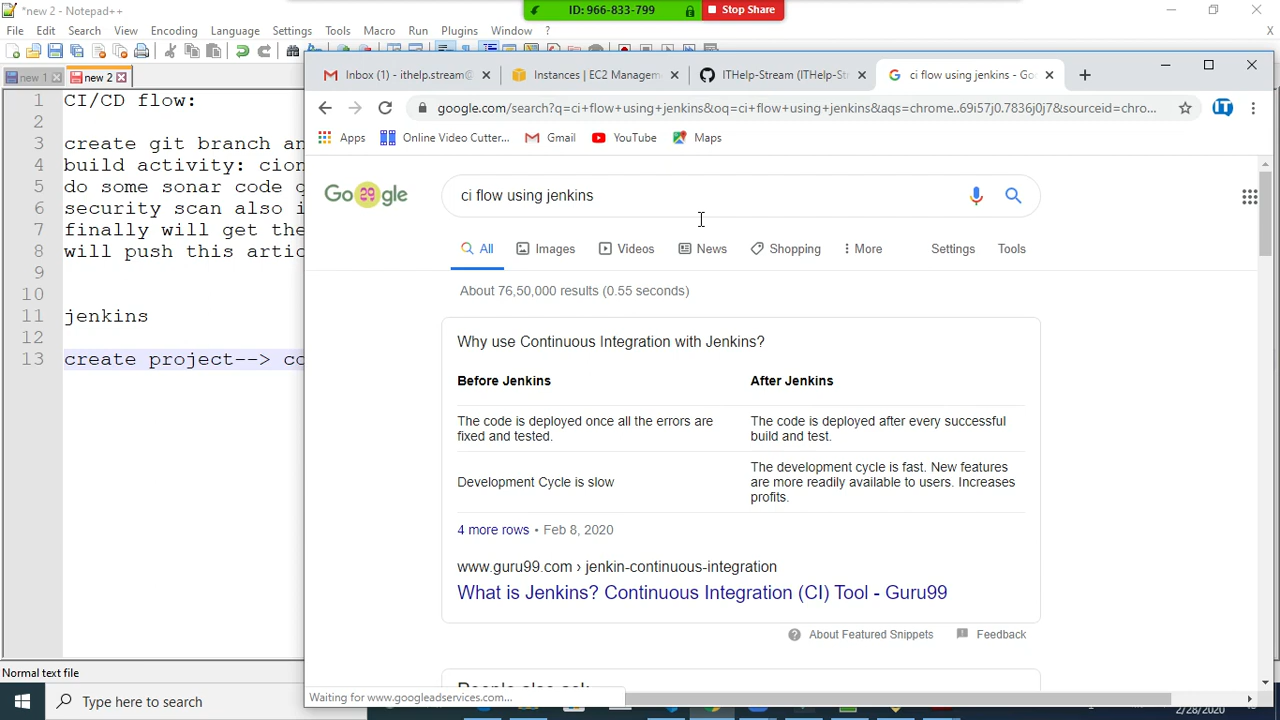 *new 2 - Notepad++
ID: 966-833-799
Stop Share
File Edit Search View Encoding Language Settings Tools Macro Run Plugins Window ?
X
new 1
new 2
1 CI/CD flow:
2
3 create git branch an
4 build activity: cion
5 do some sonar code q
6 security scan also i
7 finally will get the
8 will push this artic
9
10
11 jenkins
12
13 create project--> co
Normal text file
Type here to search
Inbox (1) - ithelp.stream@
Instances | EC2 Managem
ITHelp-Stream (ITHelp-St
ci flow using jenkins - Goo
google.com/search?q=ci+flow+using+jenkins&oq=ci+flow+using+jenkins&aqs=chrome..69i57j0.7836j0j7&sourceid=chro...
IT
Apps
Online Video Cutter...
Gmail
YouTube
Maps
Go29gle
ci flow using jenkins
All
Images
Videos
News
Shopping
More
Settings
Tools
About 76,50,000 results (0.55 seconds)
Why use Continuous Integration with Jenkins?
Before Jenkins
After Jenkins
The code is deployed once all the errors are
fixed and tested.
The code is deployed after every successful
build and test.
Development Cycle is slow
The development cycle is fast. New features
are more readily available to users. Increases
profits.
4 more rows • Feb 8, 2020
www.guru99.com › jenkin-continuous-integration
What is Jenkins? Continuous Integration (CI) Tool - Guru99
About Featured Snippets
Feedback
Waiting for www.googleadservices.com...
2/28/2020